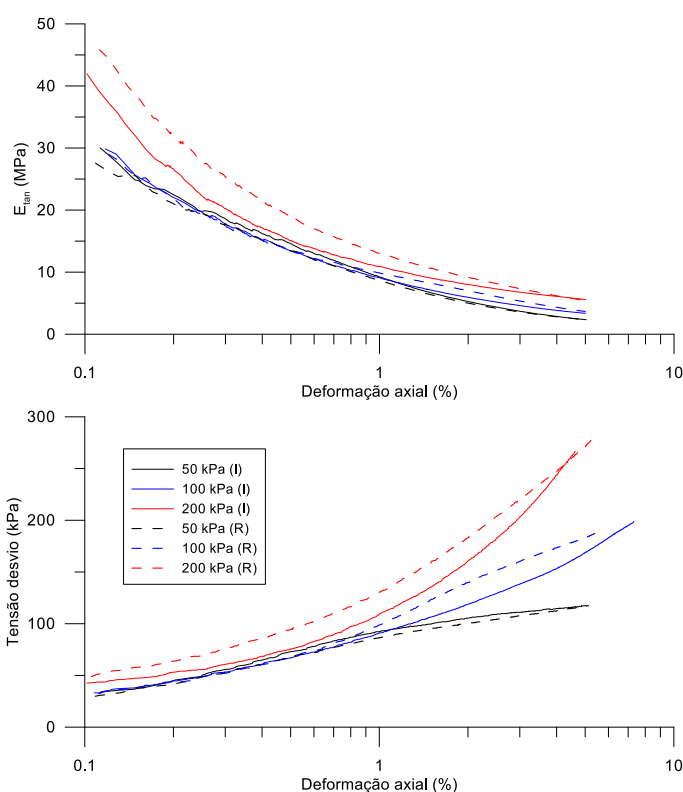 50
40
30
20
10
0
E_tan (MPa)
0.1
1
10
Deformação axial (%)
300
200
100
0
Tensão desvio (kPa)
50 kPa (I)
100 kPa (I)
200 kPa (I)
50 kPa (R)
100 kPa (R)
200 kPa (R)
0.1
1
10
Deformação axial (%)